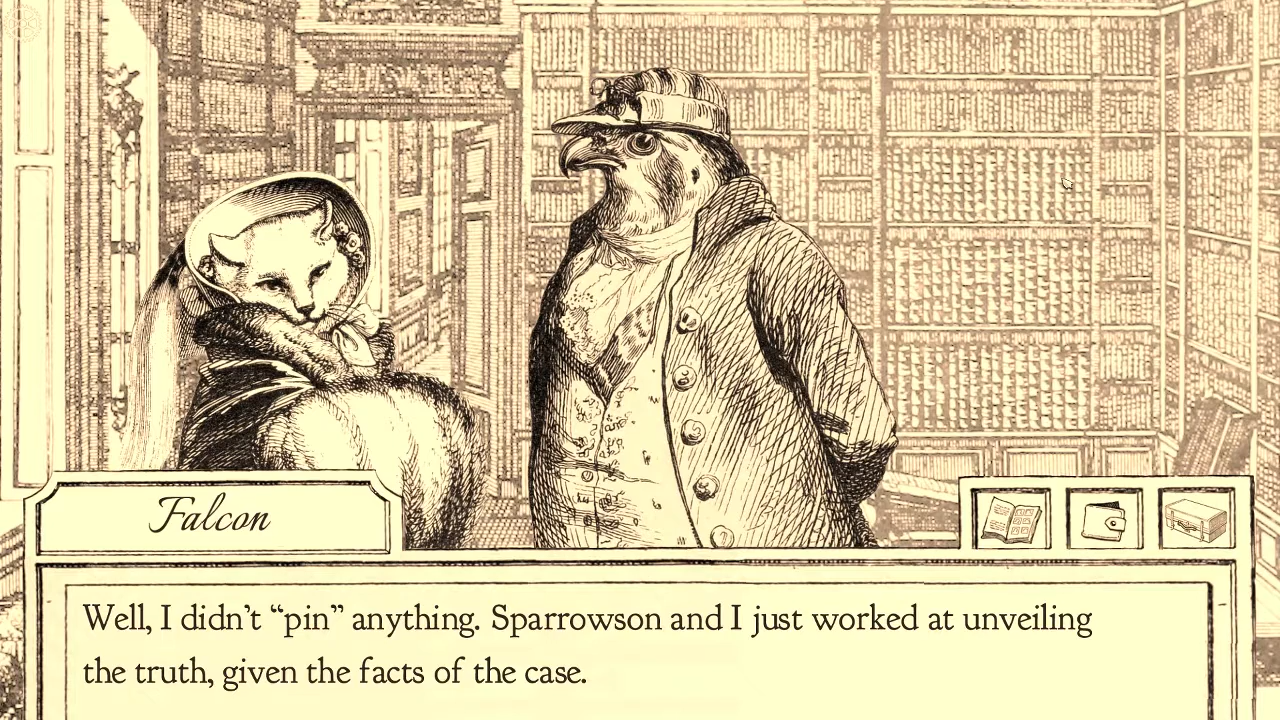 Falcon
Well, I didn't “pin” anything. Sparrowson and I just worked at unveiling
the truth, given the facts of the case.